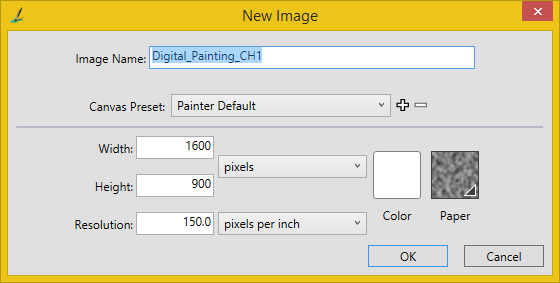 New Image
Image Name: Digital_Painting_CH1
Canvas Preset: Painter Default
Width: 1600
pixels
Height: 900
Resolution: 150.0 pixels per inch
Color Paper
OK Cancel